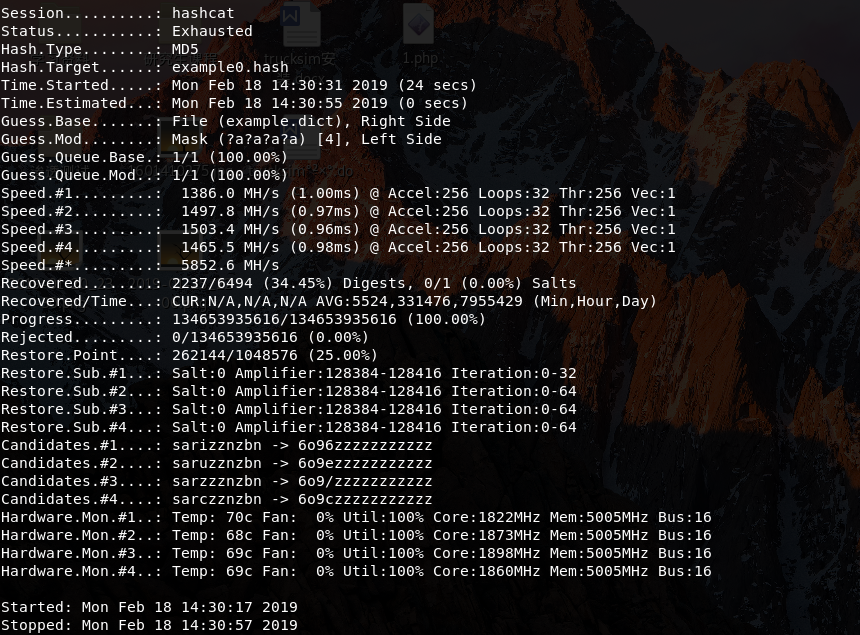 Session..........: hashcat
Status...........: Exhausted
Hash.Type........: MD5
Hash.Target......: example0.hash
Time.Started.....: Mon Feb 18 14:30:31 2019 (24 secs)
Time.Estimated...: Mon Feb 18 14:30:55 2019 (0 secs)
Guess.Base.......: File (example.dict), Right Side
Guess.Mod........: Mask (?a?a?a?a) [4], Left Side
Guess.Queue.Base.: 1/1 (100.00%)
Guess.Queue.Mod..: 1/1 (100.00%)
Speed.#1.........:  1386.0 MH/s (1.00ms) @ Accel:256 Loops:32 Thr:256 Vec:1
Speed.#2.........:  1497.8 MH/s (0.97ms) @ Accel:256 Loops:32 Thr:256 Vec:1
Speed.#3.........:  1503.4 MH/s (0.96ms) @ Accel:256 Loops:32 Thr:256 Vec:1
Speed.#4.........:  1465.5 MH/s (0.98ms) @ Accel:256 Loops:32 Thr:256 Vec:1
Speed.#*.........:  5852.6 MH/s
Recovered........: 2237/6494 (34.45%) Digests, 0/1 (0.00%) Salts
Recovered/Time...: CUR:N/A,N/A,N/A AVG:5524,331476,7955429 (Min,Hour,Day)
Progress.........: 134653935616/134653935616 (100.00%)
Rejected.........: 0/134653935616 (0.00%)
Restore.Point....: 262144/1048576 (25.00%)
Restore.Sub.#1...: Salt:0 Amplifier:128384-128416 Iteration:0-32
Restore.Sub.#2...: Salt:0 Amplifier:128384-128416 Iteration:0-64
Restore.Sub.#3...: Salt:0 Amplifier:128384-128416 Iteration:0-64
Restore.Sub.#4...: Salt:0 Amplifier:128384-128416 Iteration:0-64
Candidates.#1....: sarizznzbn -> 6o96zzzzzzzzzzz
Candidates.#2....: saruzznzbn -> 6o9ezzzzzzzzzzz
Candidates.#3....: sarzzznzbn -> 6o9/zzzzzzzzzzz
Candidates.#4....: sarczznzbn -> 6o9czzzzzzzzzzz
Hardware.Mon.#1..: Temp: 70c Fan:  0% Util:100% Core:1822MHz Mem:5005MHz Bus:16
Hardware.Mon.#2..: Temp: 68c Fan:  0% Util:100% Core:1873MHz Mem:5005MHz Bus:16
Hardware.Mon.#3..: Temp: 69c Fan:  0% Util:100% Core:1898MHz Mem:5005MHz Bus:16
Hardware.Mon.#4..: Temp: 69c Fan:  0% Util:100% Core:1860MHz Mem:5005MHz Bus:16
Started: Mon Feb 18 14:30:17 2019
Stopped: Mon Feb 18 14:30:57 2019
trucksim安
1.php